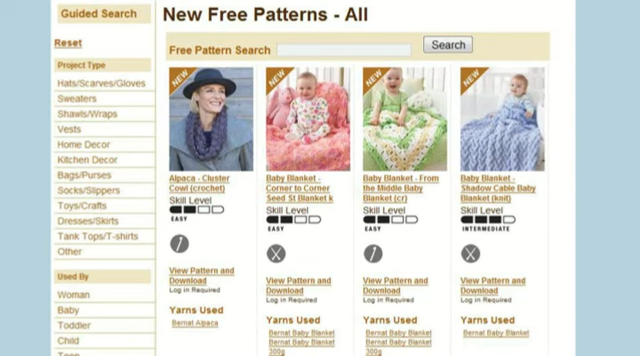 Guided Search
Reset
Project Type
Hats/Scarves/Gloves
Sweaters
Shawls/Wraps
Vests
Home Decor
Kitchen Decor
Bags/Purses
Socks/Slippers
Toys/Crafts
Dresses/Skirts
Tank Tops/T-shirts
Other
Used By
Woman
Baby
Toddler
Child
Teen
New Free Patterns - All
Free Pattern Search
Search
NEW
Alpaca - Cluster
Cowl (crochet)
Skill Level
EASY
View Pattern and
Download
Log in Required
Yarns Used
Bernat Alpaca
NEW
Baby Blanket -
Corner to Corner
Seed St Blanket k
Skill Level
EASY
View Pattern and
Download
Log in Required
Yarns Used
Bernat Baby Blanket
Bernat Baby Blanket
300g
NEW
Baby Blanket - From
the Middle Baby
Blanket (cr)
Skill Level
EASY
View Pattern and
Download
Log in Required
Yarns Used
Bernat Baby Blanket
Bernat Baby Blanket
300g
NEW
Baby Blanket -
Shadow Cable Baby
Blanket (knit)
Skill Level
INTERMEDIATE
View Pattern and
Download
Log in Required
Yarns Used
Bernat Baby Blanket